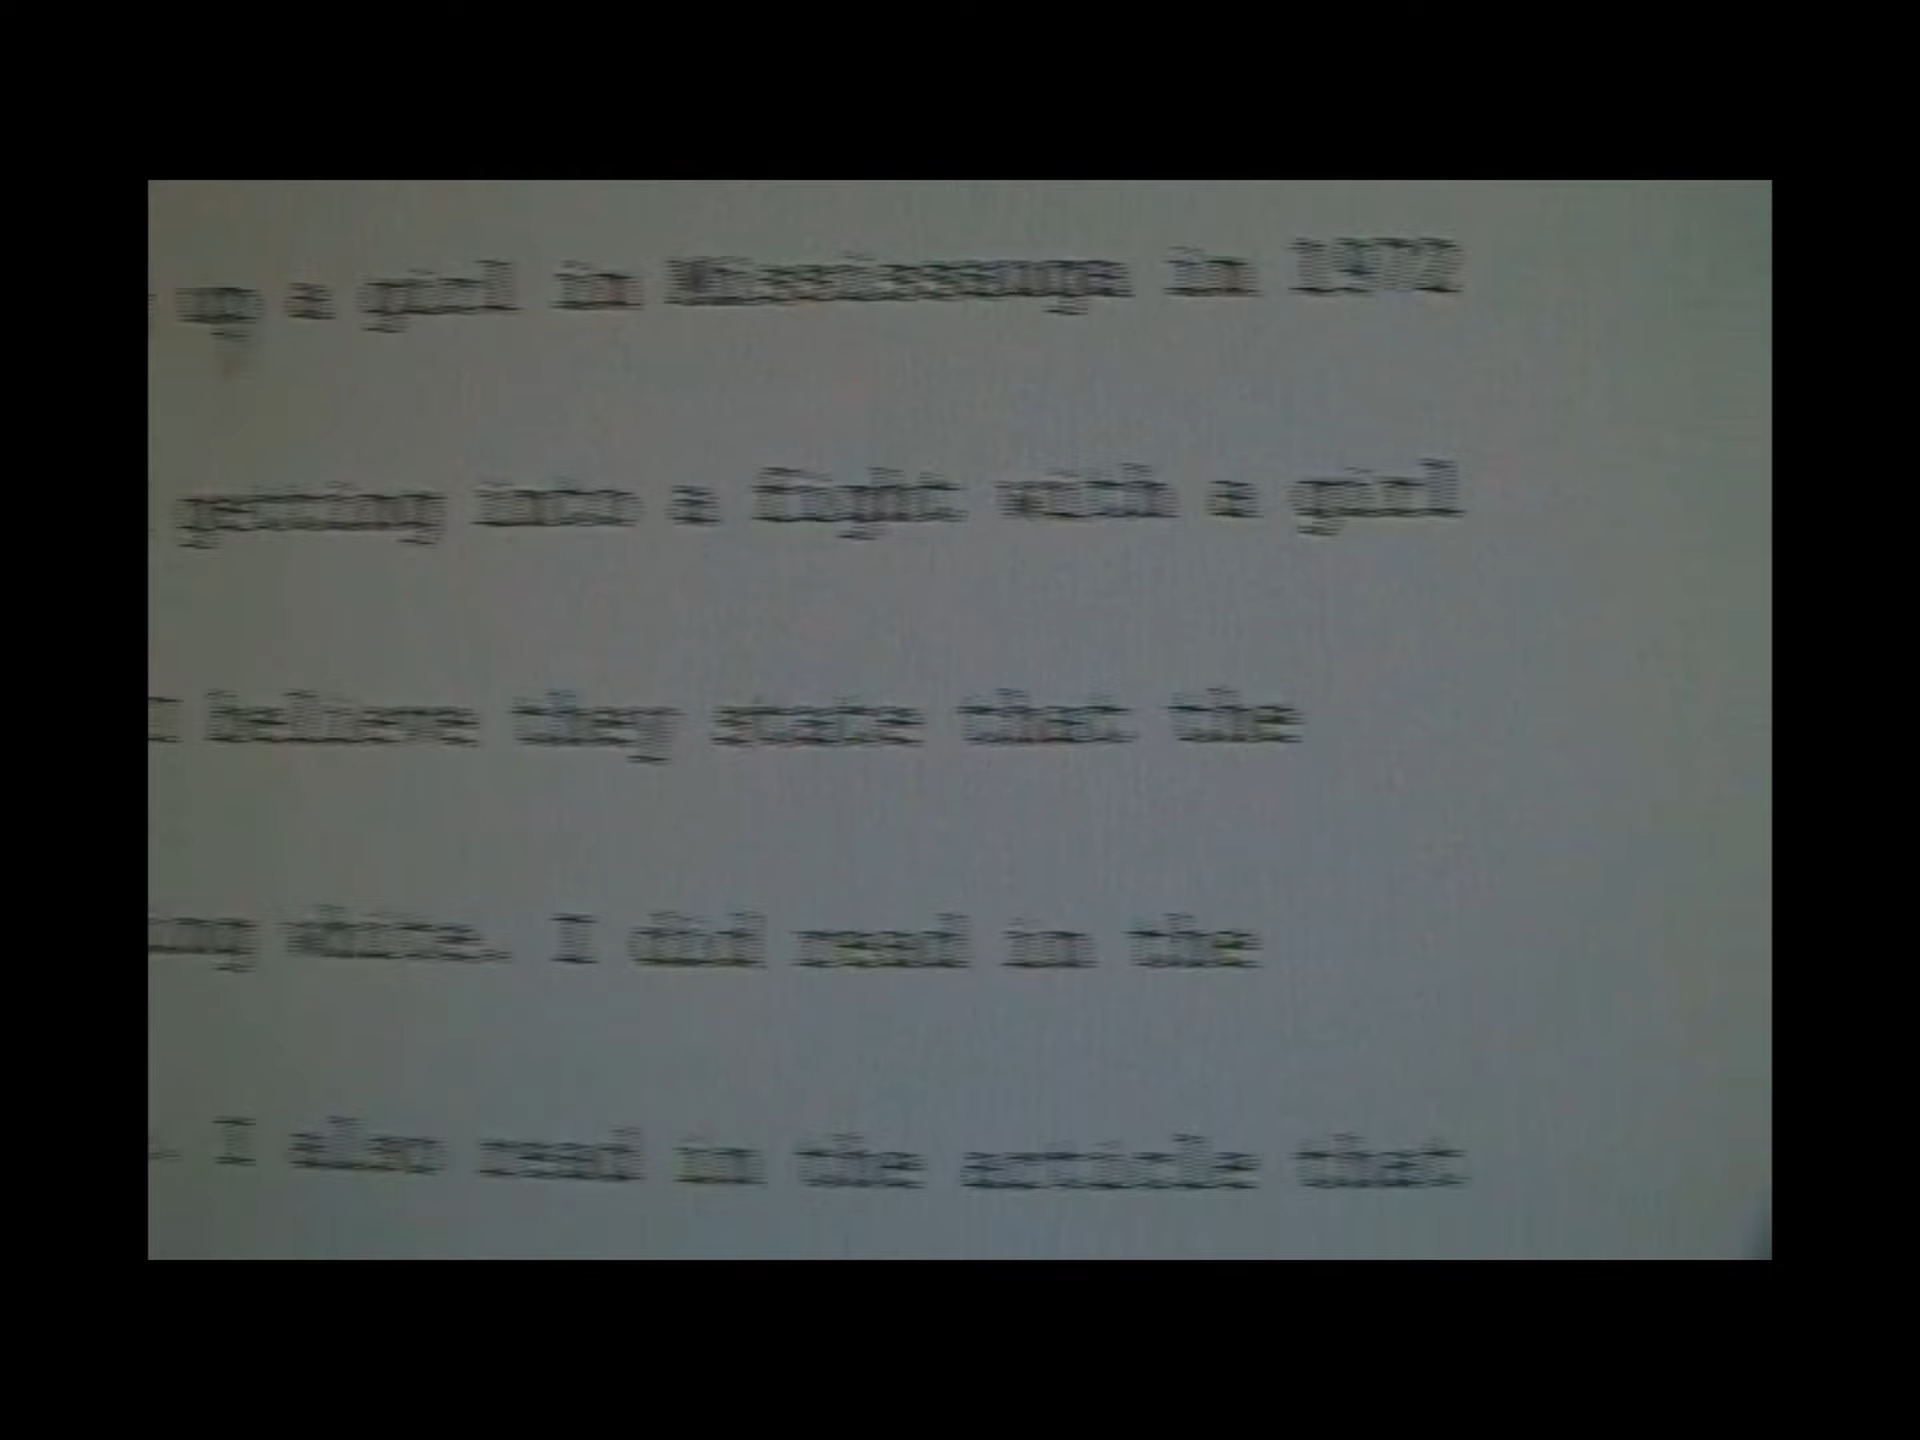 up a girl in Mississauga in 1972
getting into a fight with a girl
I believe they state that the
I did read in the
. I also read in the article that